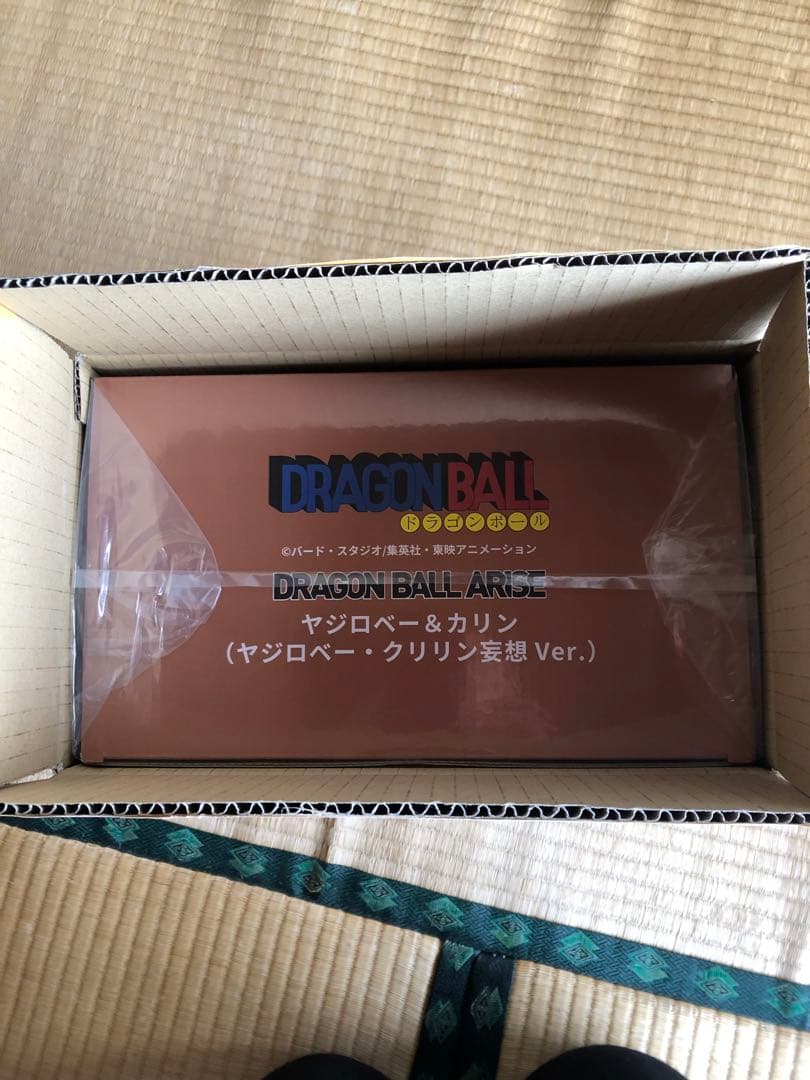 DRAGON BALL
ドラゴンボール
©バード・スタジオ/集英社・東映アニメーション
DRAGON BALL ARISE
ヤジロベー＆カリン
（ヤジロベー・クリリン妄想 Ver.）